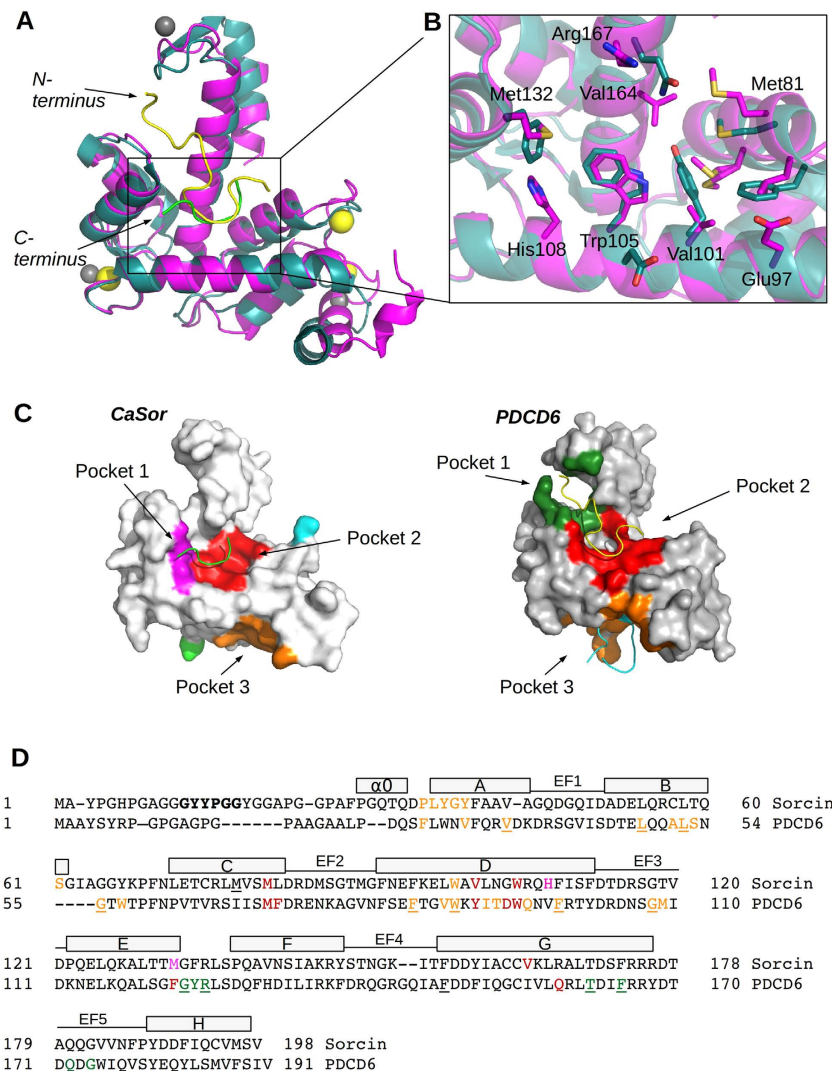 A
B
N-
terminus
C-
terminus
Arg167
Met132
Val164
Met81
His108
Trp105
Val101
Glu97
C
CaSor
PDCD6
Pocket 1
Pocket 2
Pocket 3
Pocket 1
Pocket 2
Pocket 3
D
α0 A EF1 B
1 MA-YPGHPGAGGGYYPGGYGGAPG-GPAFPGQTQDPLYGYFAAV-AGQDGQIDADELQRCLTQ 60 Sorcin
1 MAAYSYRP-GPGAGPG------PAAGAALP--DQSFLWNVFQRVDKDRSGVISDTELQQALSN 54 PDCD6
C EF2 D EF3
61 SGIAGGYKPFNLETCRLMVSMLDRDMSGTMGFNEFKELWAVLNGWRQHFISFDTDRSGTV 120 Sorcin
55 ----GTWTPFNPVTVRSIISMFDRENKAGVNFSEFTGVWKYITDWQNVFRTYDRDNSGMI 110 PDCD6
E F EF4 G
121 DPQELQKALTTMGFRLSPQAVNSIAKRYSTNGK--ITFDDYIACCVKLRALTDSFRRRDT 178 Sorcin
111 DKNELKQALSGFGYRLSDQFHDILIRKFDRQGRGQIAFDDFIQGCIVLQRLTDIFRRYDT 170 PDCD6
EF5 H
179 AQQGVVNFPYDDFIQCVMSV 198 Sorcin
171 DQDGWIQVSYEQYLSMVFSIV 191 PDCD6